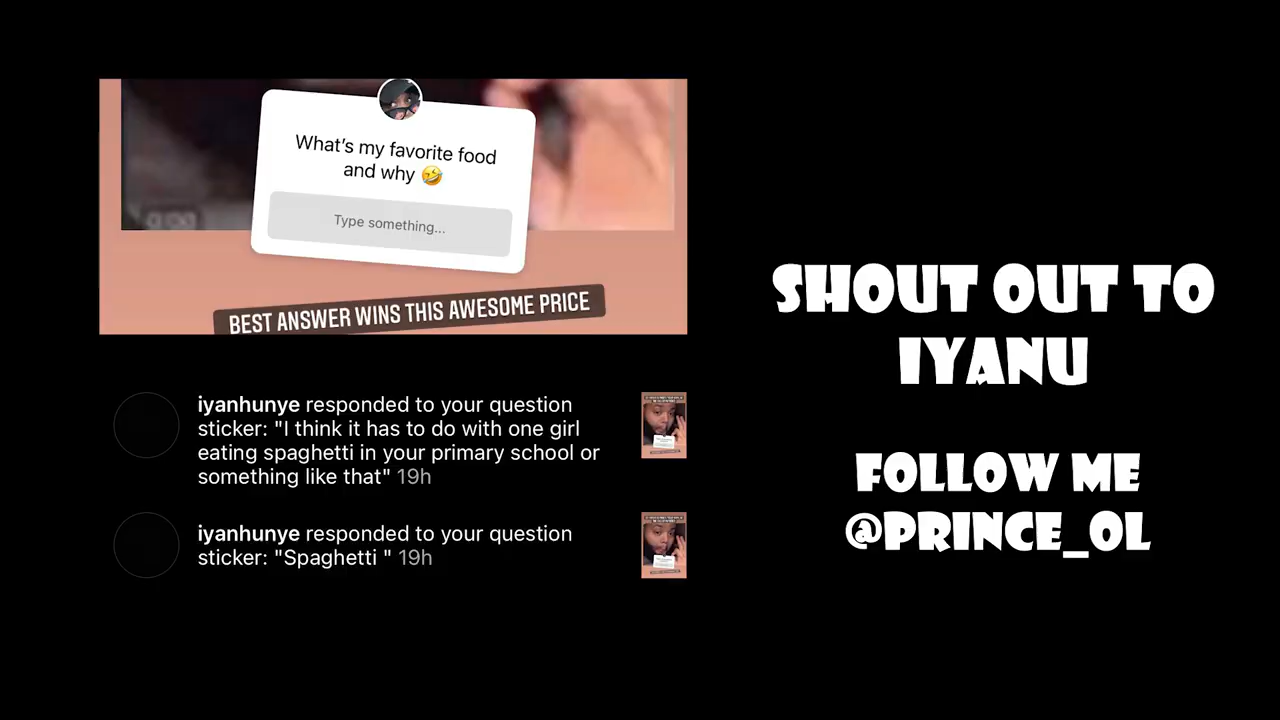 What's my favorite food
and why 🤣
Type something...
BEST ANSWER WINS THIS AWESOME PRICE
iyanhunye responded to your question
sticker: "I think it has to do with one girl
eating spaghetti in your primary school or
something like that" 19h
iyanhunye responded to your question
sticker: "Spaghetti " 19h
SHOUT OUT TO
IYANU
FOLLOW ME
@PRINCE_OL